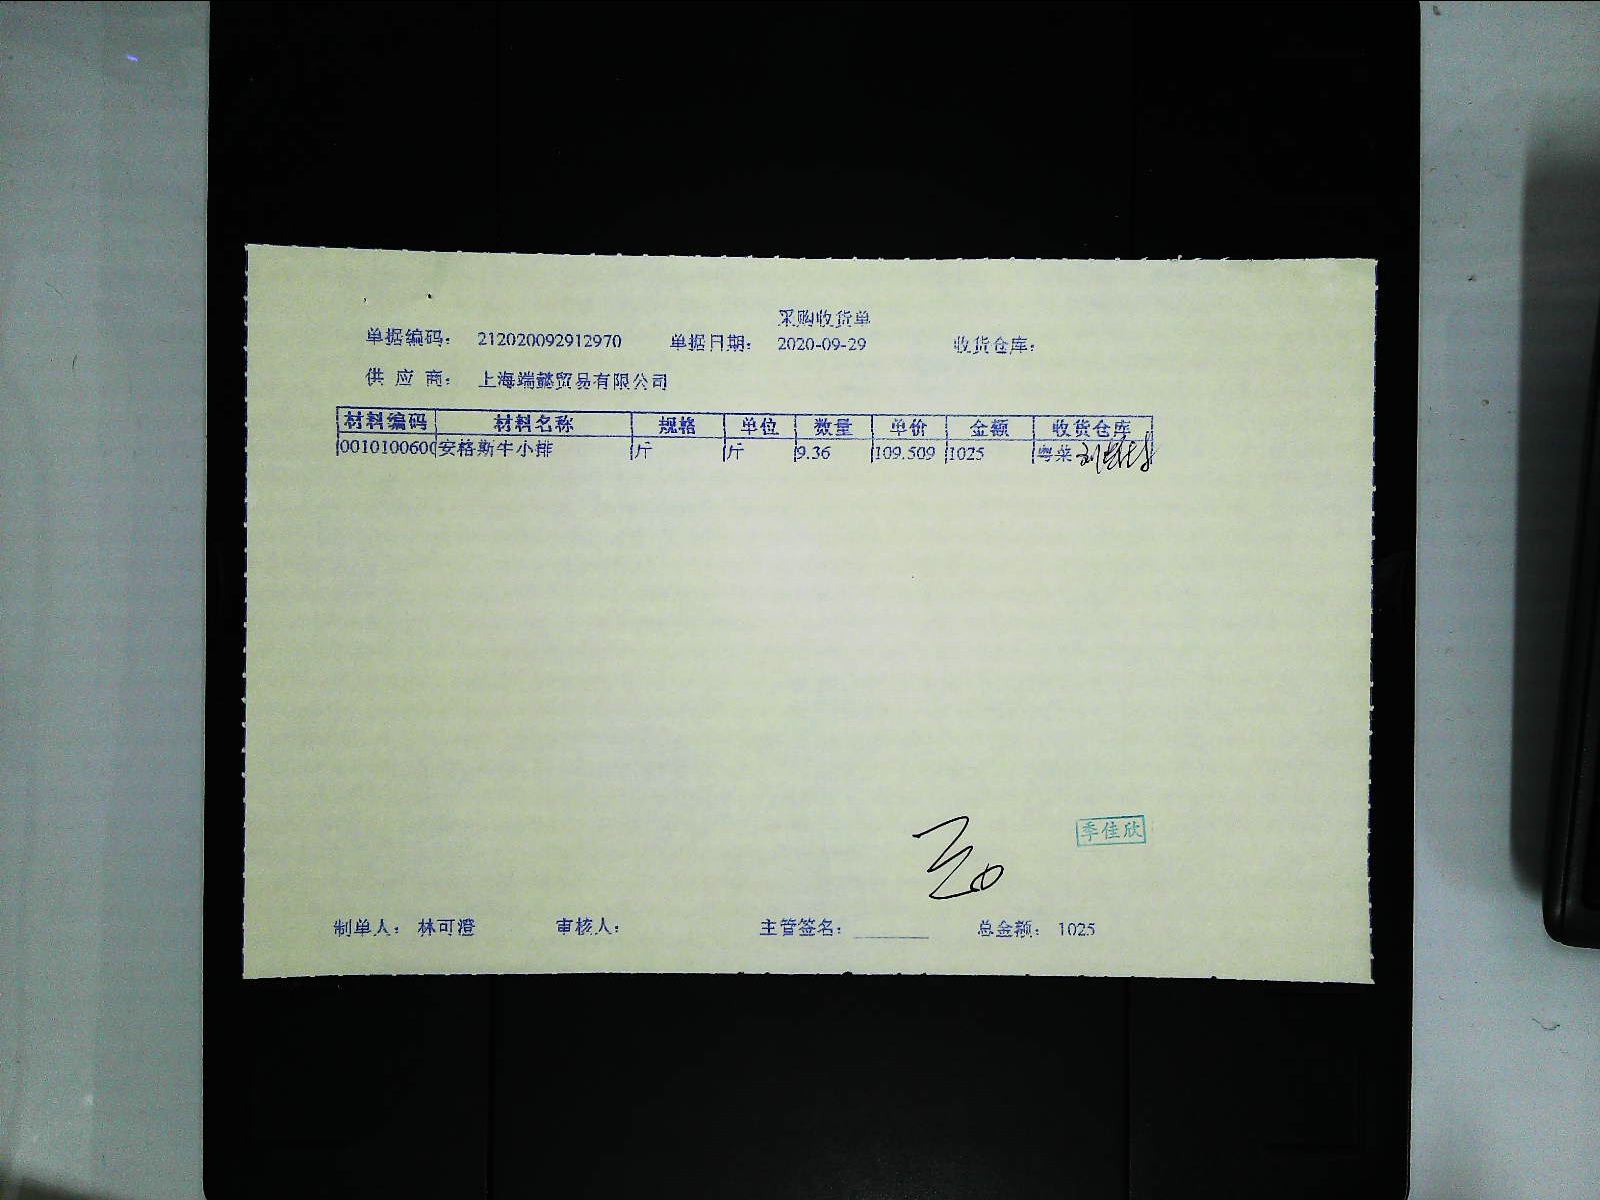 采购收货单
单据编码： 212020092912970 单据日期： 2020-09-29 收货仓库：
供 应 商： 上海端懿贸易有限公司
材料编码 材料名称 规格 单位 数量 单价 金额 收货仓库
0010100600 安格斯牛小排 斤 斤 9.36 109.509 1025 粤菜
季佳欣
制单人： 林可澄 审核人： 主管签名： 总金额： 1025